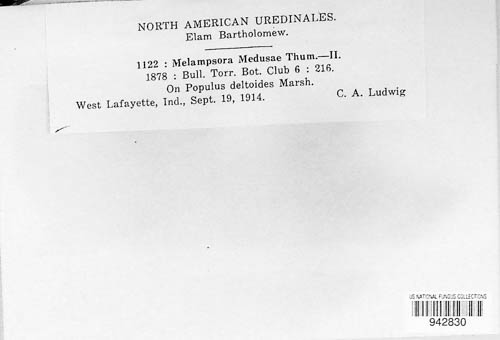 NORTH AMERICAN UREDINALES.
Elam Bartholomew.
1122 : Melampsora Medusae Thum.—II.
1878 : Bull. Torr. Bot. Club 6 : 216.
On Populus deltoides Marsh.
West Lafayette, Ind., Sept. 19, 1914. C. A. Ludwig
US NATIONAL FUNGUS COLLECTIONS
942830